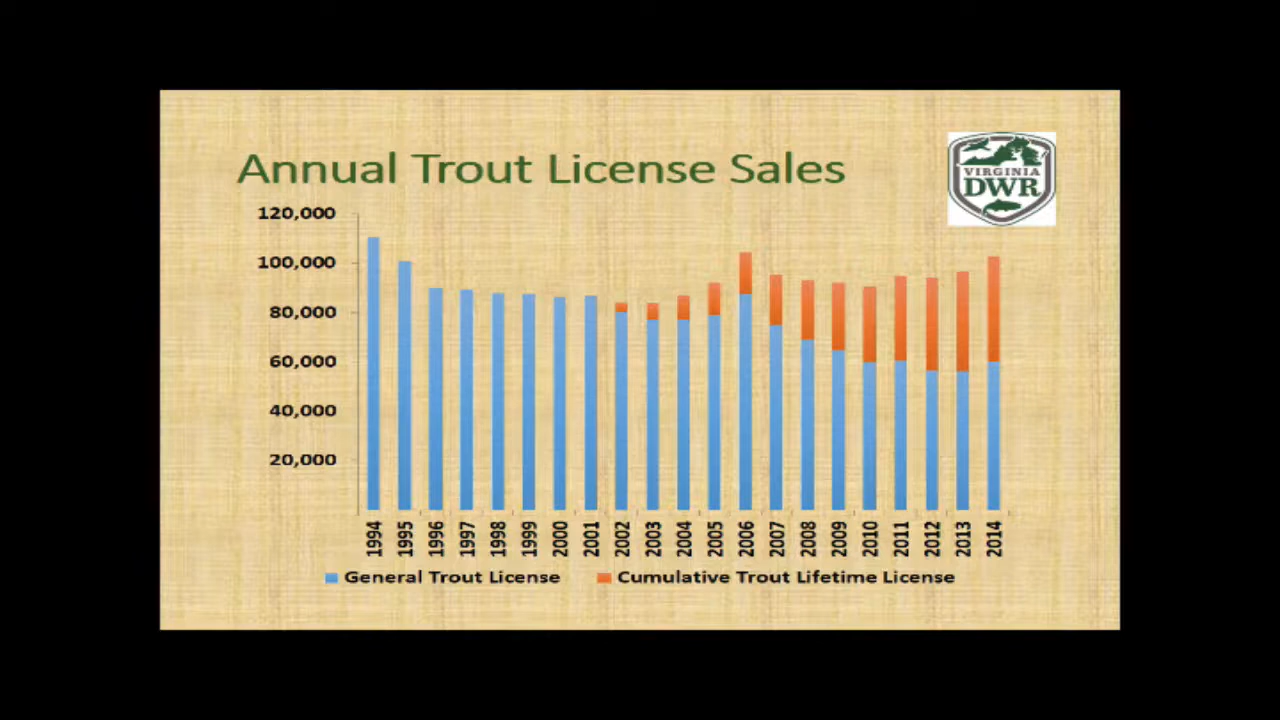 Annual Trout License Sales
VIRGINIA
DWR
120,000
100,000
80,000
60,000
40,000
20,000
1994 1995 1996 1997 1998 1999 2000 2001 2002 2003 2004 2005 2006 2007 2008 2009 2010 2011 2012 2013 2014
General Trout License Cumulative Trout Lifetime License